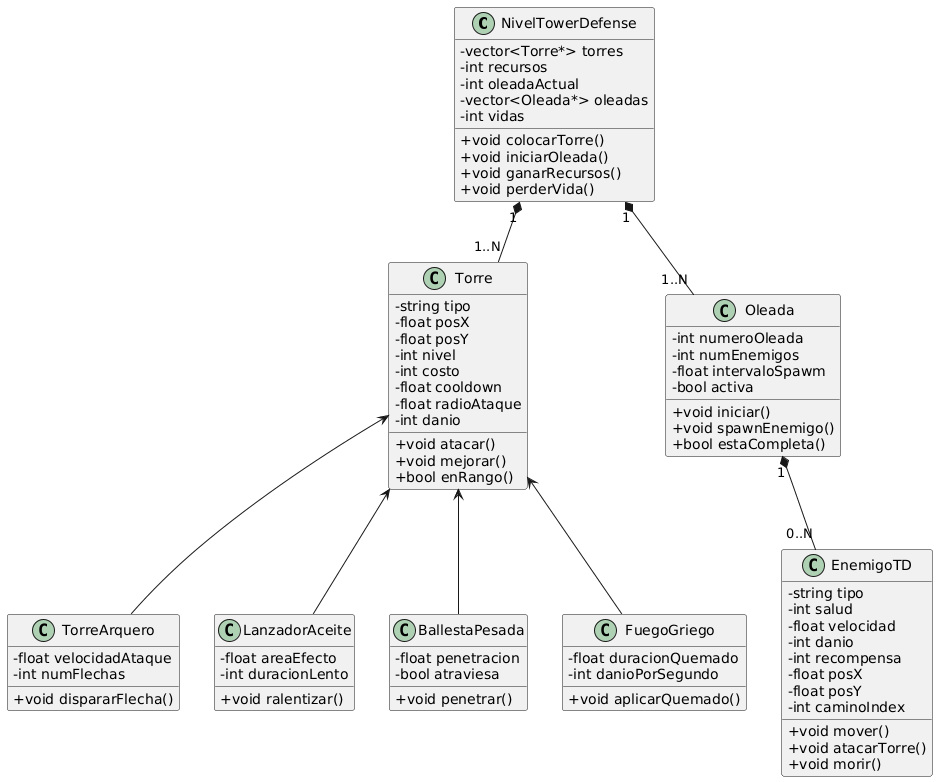 C NivelTowerDefense
-vector<Torre*> torres
-int recursos
-int oleadaActual
-vector<Oleada*> oleadas
-int vidas
+void colocarTorre()
+void iniciarOleada()
+void ganarRecursos()
+void perderVida()
1
1..N
1
1..N
C Torre
-string tipo
-float posX
-float posY
-int nivel
-int costo
-float cooldown
-float radioAtaque
-int danio
+void atacar()
+void mejorar()
+bool enRango()
C Oleada
-int numeroOleada
-int numEnemigos
-float intervaloSpawm
-bool activa
+void iniciar()
+void spawnEnemigo()
+bool estaCompleta()
1
0..N
C TorreArquero
-float velocidadAtaque
-int numFlechas
+void dispararFlecha()
C LanzadorAceite
-float areaEfecto
-int duracionLento
+void ralentizar()
C BallestaPesada
-float penetracion
-bool atraviesa
+void penetrar()
C FuegoGriego
-float duracionQuemado
-int danioPorSegundo
+void aplicarQuemado()
C EnemigoTD
-string tipo
-int salud
-float velocidad
-int danio
-int recompensa
-float posX
-float posY
-int caminoIndex
+void mover()
+void atacarTorre()
+void morir()